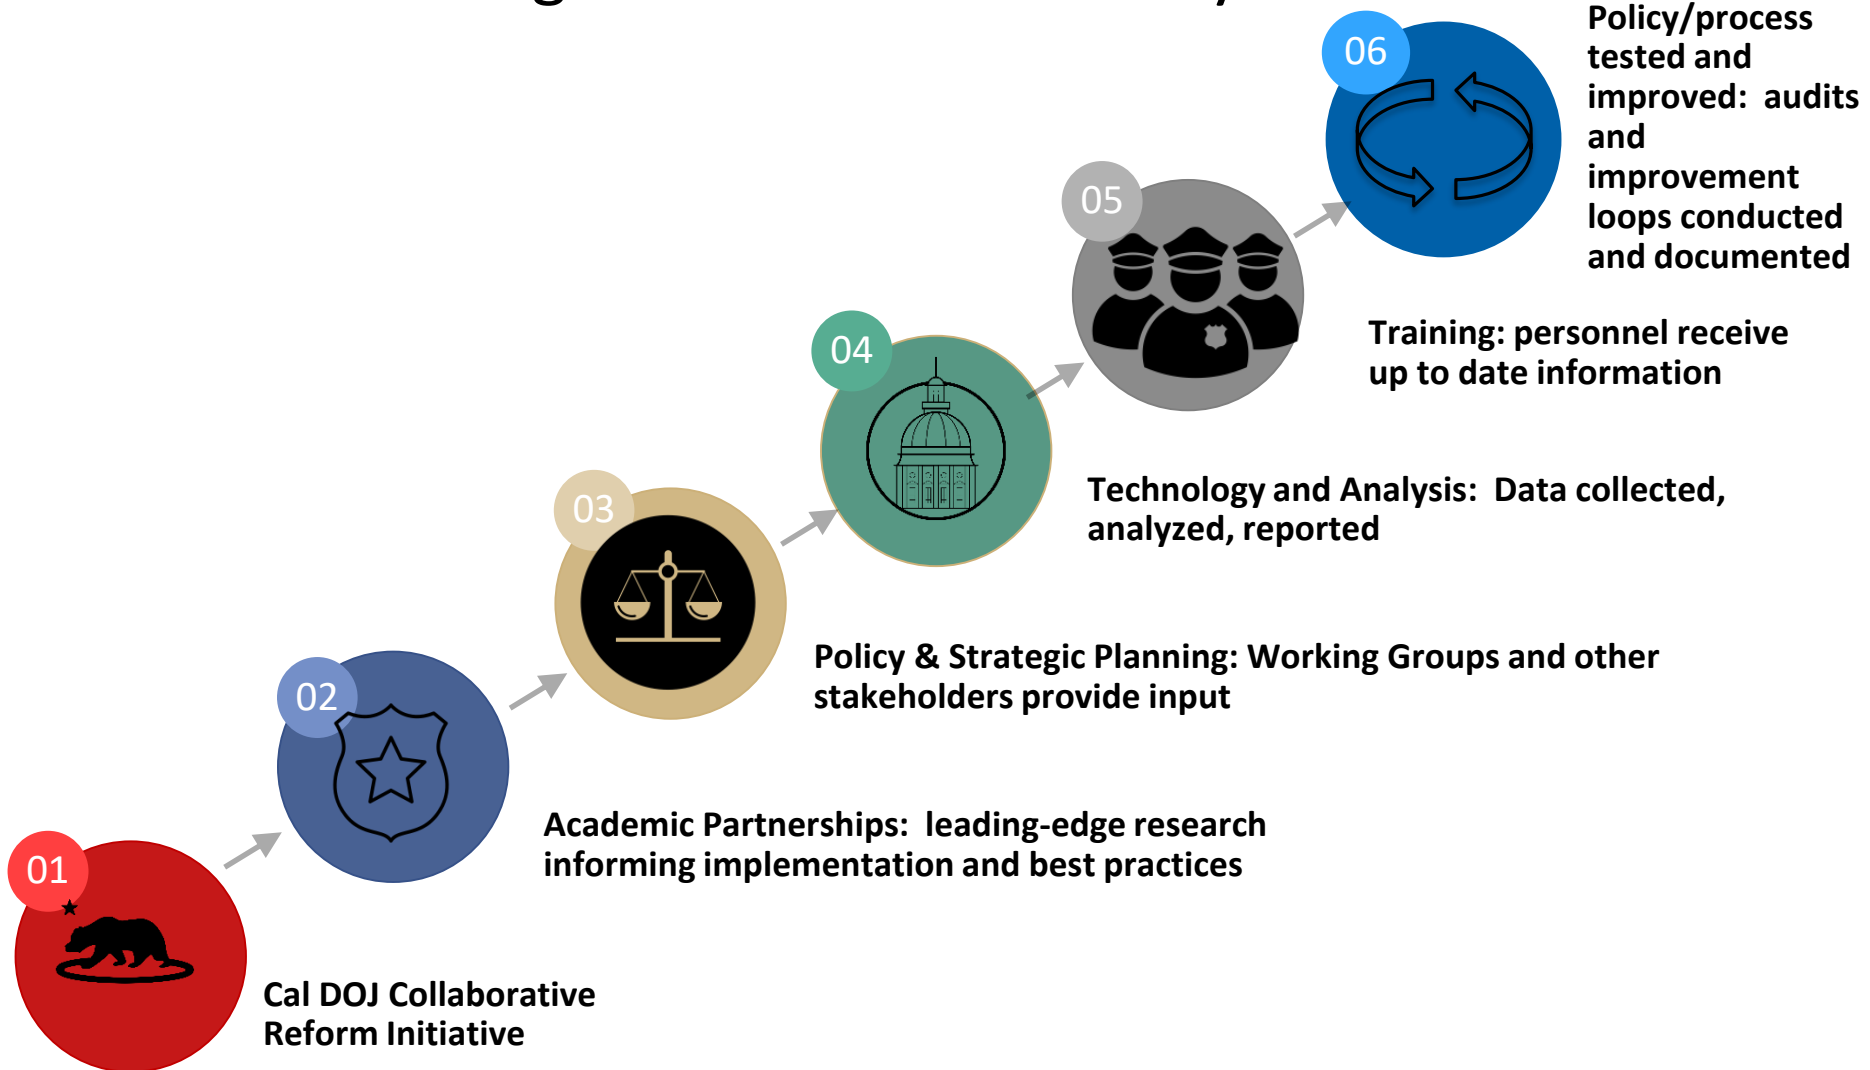 01
Cal DOJ Collaborative
Reform Initiative
02
Academic Partnerships:  leading-edge research
informing implementation and best practices
03
Policy & Strategic Planning: Working Groups and other
stakeholders provide input
04
Technology and Analysis:  Data collected,
analyzed, reported
05
Training: personnel receive
up to date information
06
Policy/process
tested and
improved:  audits
and
improvement
loops conducted
and documented